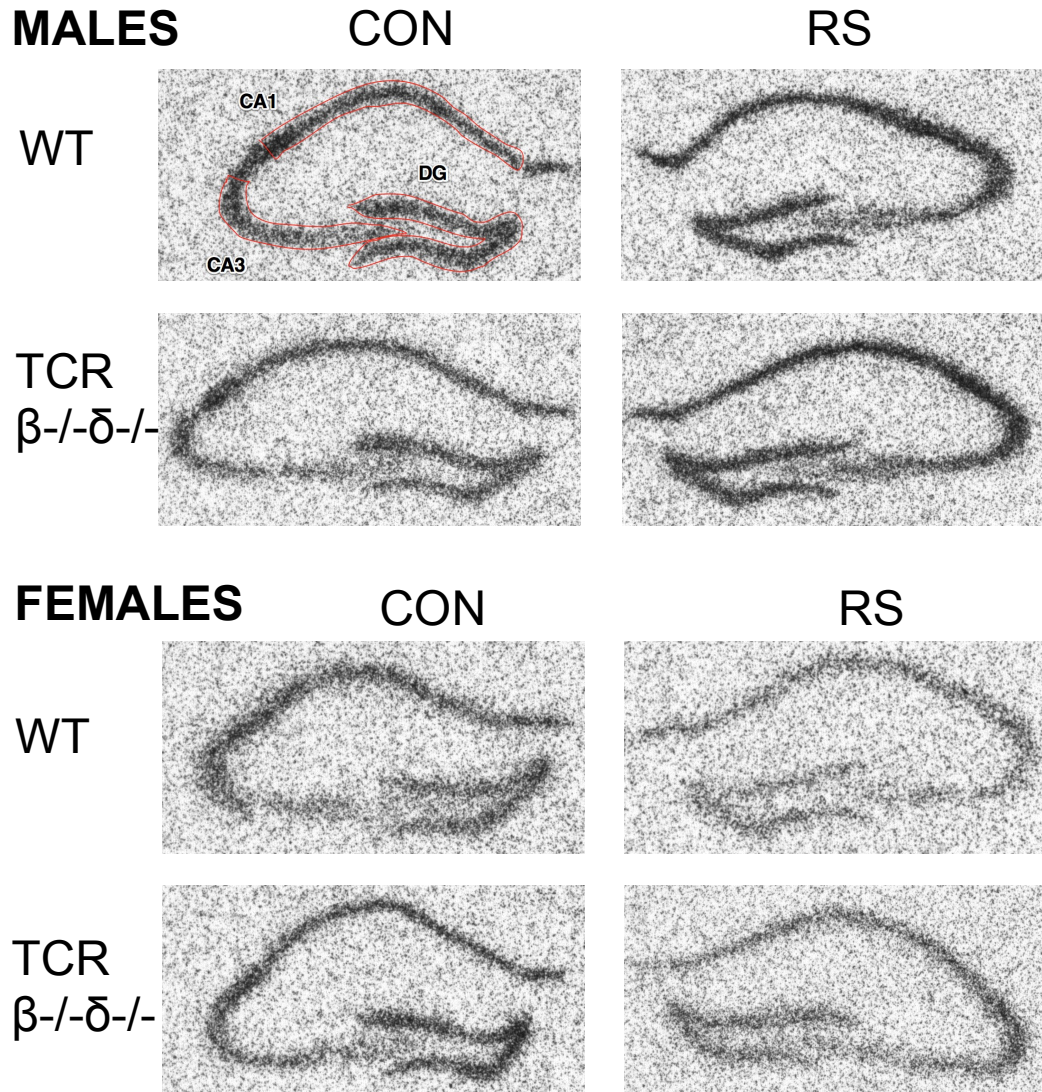 MALES CON RS
WT
CA1
DG
CA3
TCR
β-/-δ-/-
FEMALES CON RS
WT
TCR
β-/-δ-/-